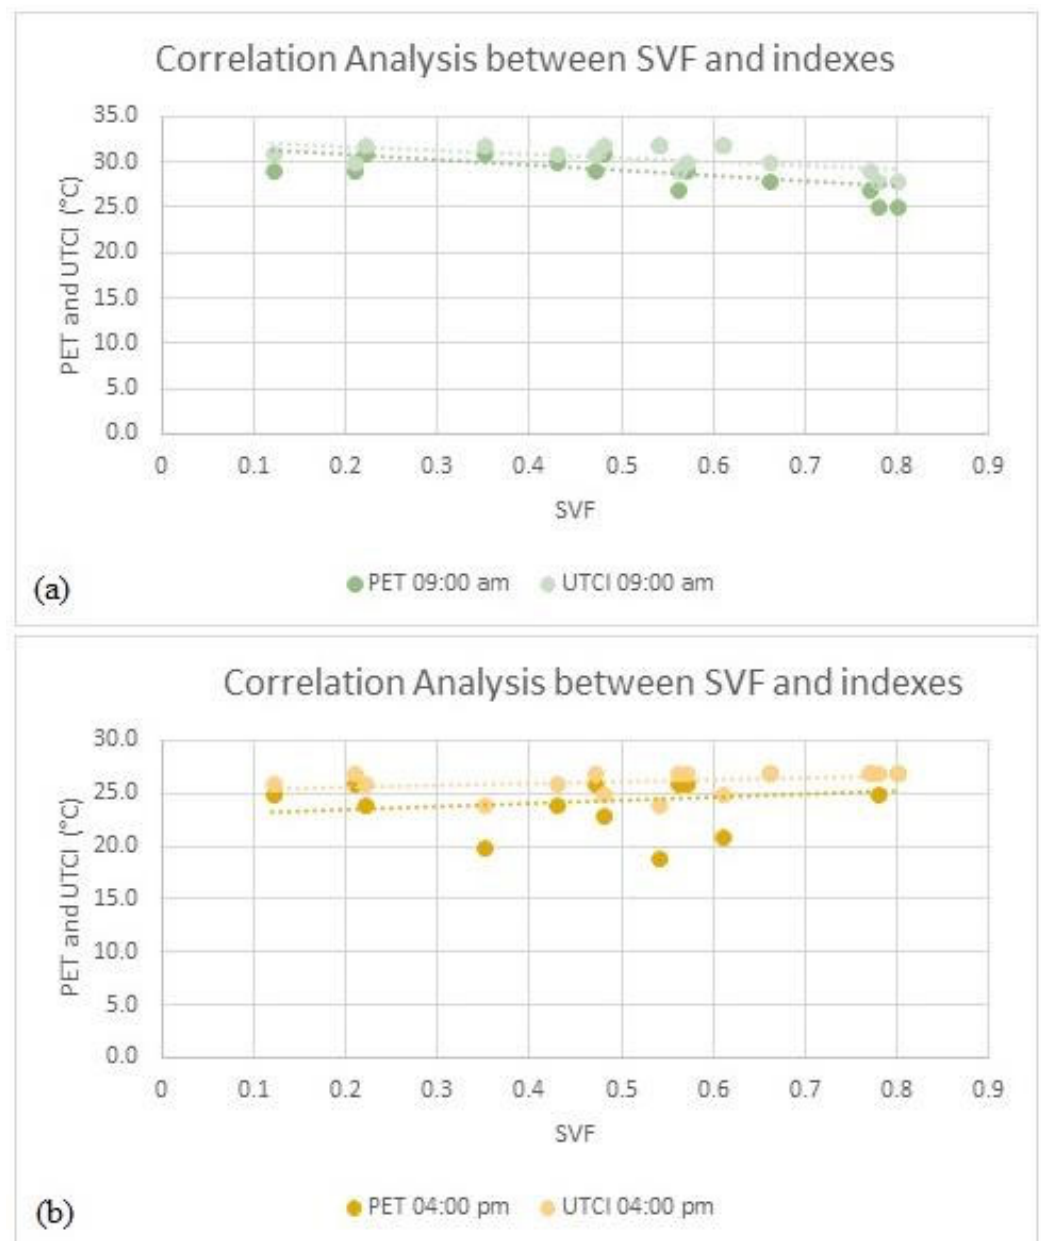 Correlation Analysis between SVF and indexes
35.0
30.0
25.0
20.0
15.0
10.0
5.0
0.0
PET and UTCI (°C)
0 0.1 0.2 0.3 0.4 0.5 0.6 0.7 0.8 0.9
SVF
PET 09:00 am UTCI 09:00 am
(a)
Correlation Analysis between SVF and indexes
30.0
25.0
20.0
15.0
10.0
5.0
0.0
PET and UTCI (°C)
0 0.1 0.2 0.3 0.4 0.5 0.6 0.7 0.8 0.9
SVF
PET 04:00 pm UTCI 04:00 pm
(b)